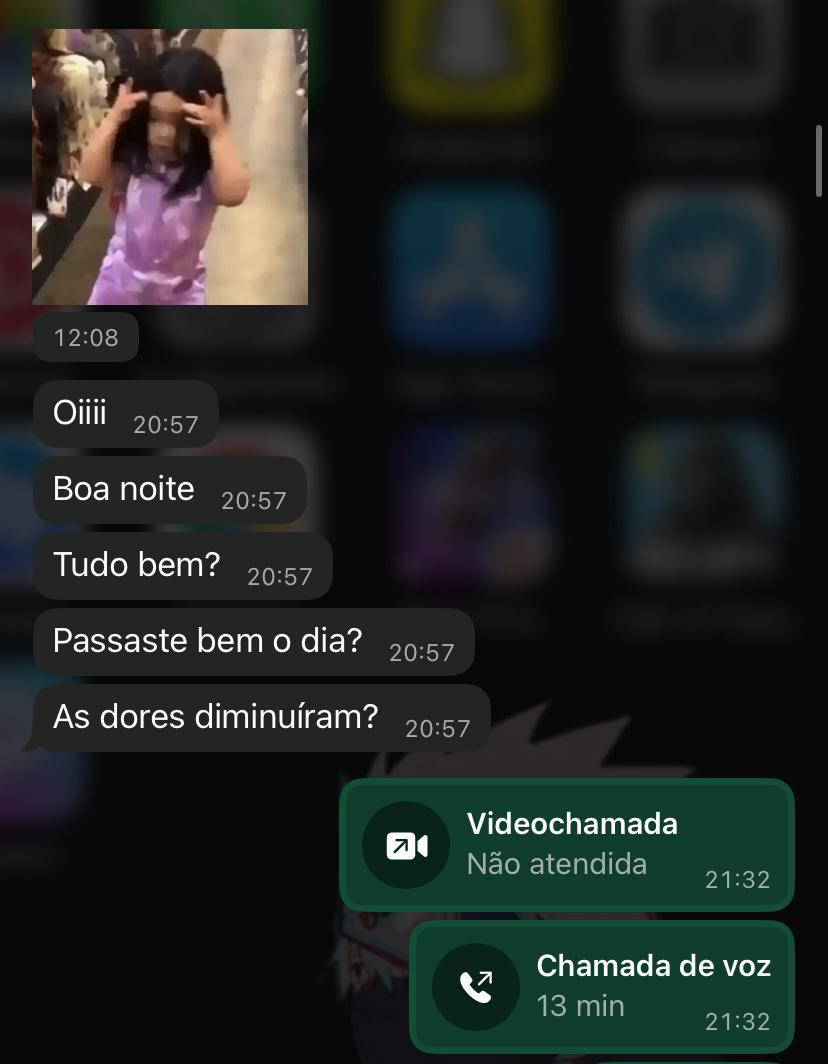 12:08
Oiiii 20:57
Boa noite 20:57
Tudo bem? 20:57
Passaste bem o dia? 20:57
As dores diminuíram? 20:57
Videochamada
Não atendida 21:32
Chamada de voz
13 min 21:32